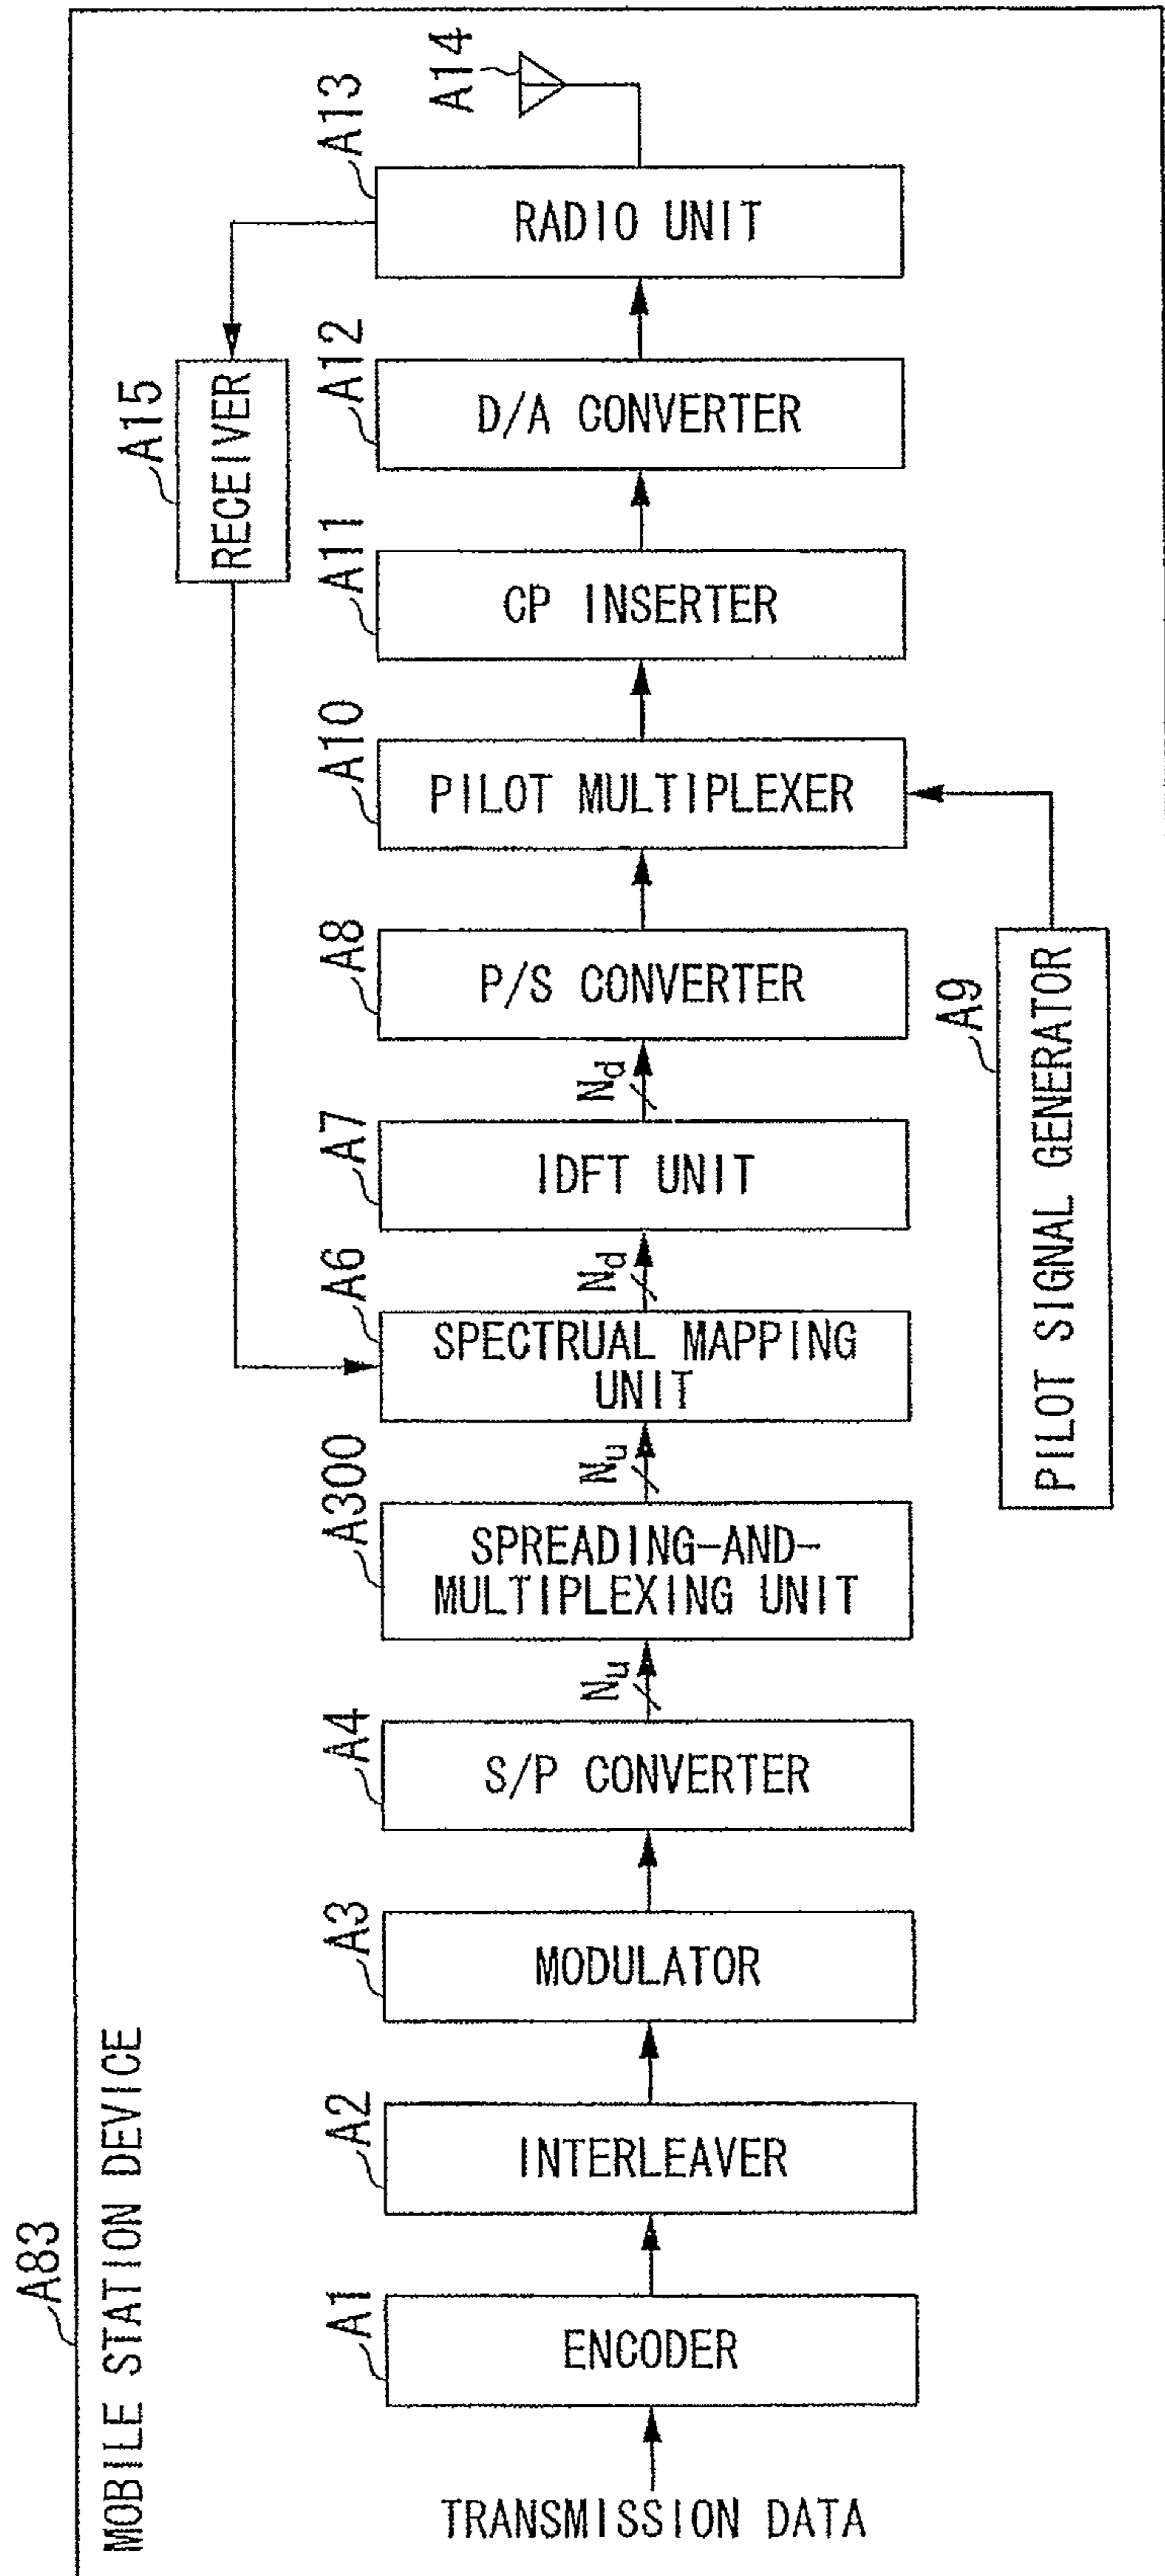 A83
MOBILE STATION DEVICE
TRANSMISSION DATA
A1
ENCODER
A2
INTERLEAVER
A3
MODULATOR
A4
S/P CONVERTER
Nu
A300
SPREADING-AND-
MULTIPLEXING UNIT
Nu
A6
SPECTRUAL MAPPING
UNIT
Nd
A7
IDFT UNIT
Nd
A8
P/S CONVERTER
A9
PILOT SIGNAL GENERATOR
A10
PILOT MULTIPLEXER
A11
CP INSERTER
A12
D/A CONVERTER
A13
RADIO UNIT
A14
A15
RECEIVER